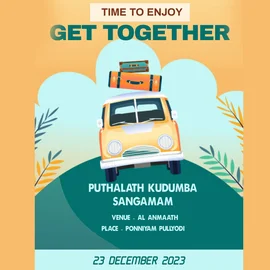 TIME TO ENJOY
GET TOGETHER
PUTHALATH KUDUMBA
SANGAMAM
VENUE . AL ANMAATH
PLACE . PONNIYAM PULLYODI
23 DECEMBER 2023